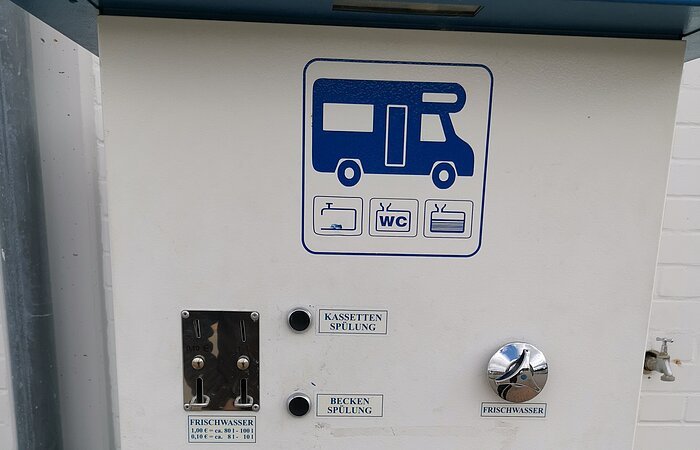 WC
KASSETTEN
SPÜLUNG
BECKEN
SPÜLUNG
FRISCHWASSER
FRISCHWASSER
1,00 € = ca. 80 l - 100 l
0,10 € = ca. 8 l - 10 l